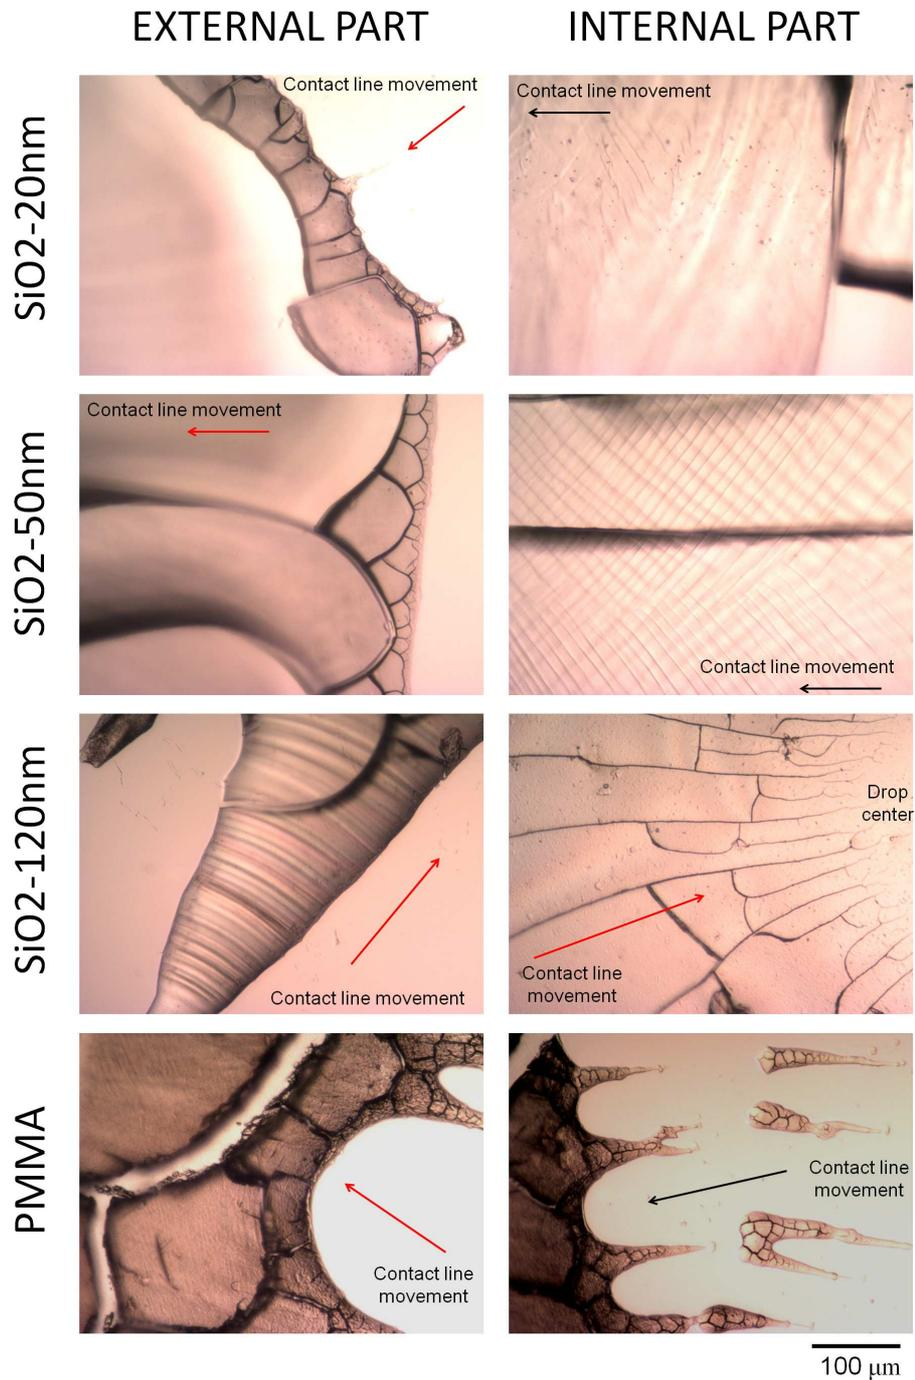 EXTERNAL PART
INTERNAL PART
SiO2-20nm
Contact line movement
Contact line movement
SiO2-50nm
Contact line movement
Contact line movement
SiO2-120nm
Contact line movement
Drop
center
Contact line
movement
PMMA
Contact line
movement
Contact line
movement
100 μm